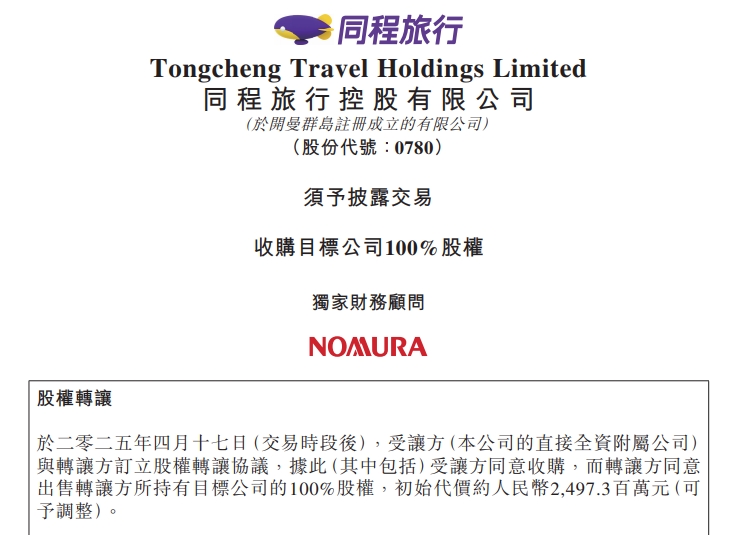 同程旅行
Tongcheng Travel Holdings Limited
同程旅行控股有限公司
(於開曼群島註冊成立的有限公司)
(股份代號：0780)
須予披露交易
收購目標公司100%股權
獨家財務顧問
NOMURA
股權轉讓
於二零二五年四月十七日(交易時段後)，受讓方(本公司的直接全資附屬公司)
與轉讓方訂立股權轉讓協議，據此(其中包括)受讓方同意收購，而轉讓方同意
出售轉讓方所持有目標公司的100%股權，初始代價約人民幣2,497.3百萬元(可
予調整)。